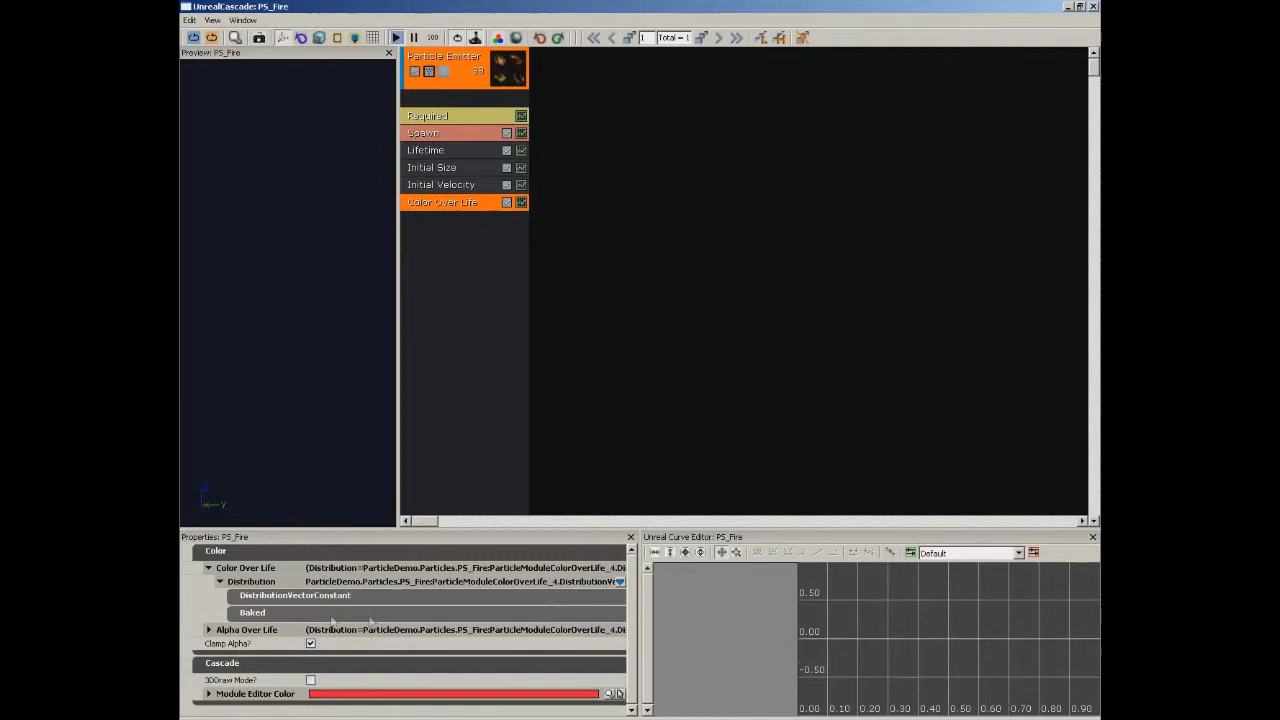 UnrealCascade: PS_Fire
Edit View Window
100
1
Total = 1
Preview: PS_Fire
Particle Emitter
Required
Spawn
Lifetime
Initial Size
Initial Velocity
Color Over Life
Y
Properties: PS_Fire
Color
Color Over Life (Distribution=ParticleDemo.Particles.PS_Fire:ParticleModuleColorOverLife_4.Di
Distribution ParticleDemo.Particles.PS_Fire:ParticleModuleColorOverLife_4.DistributionVe
DistributionVectorConstant
Baked
Alpha Over Life (Distribution=ParticleDemo.Particles.PS_Fire:ParticleModuleColorOverLife_4.Di
Clamp Alpha?
Cascade
3DDraw Mode?
Module Editor Color
Unreal Curve Editor: PS_Fire
Default
0.50
0.00
-0.50
0.00 0.10 0.20 0.30 0.40 0.50 0.60 0.70 0.80 0.90